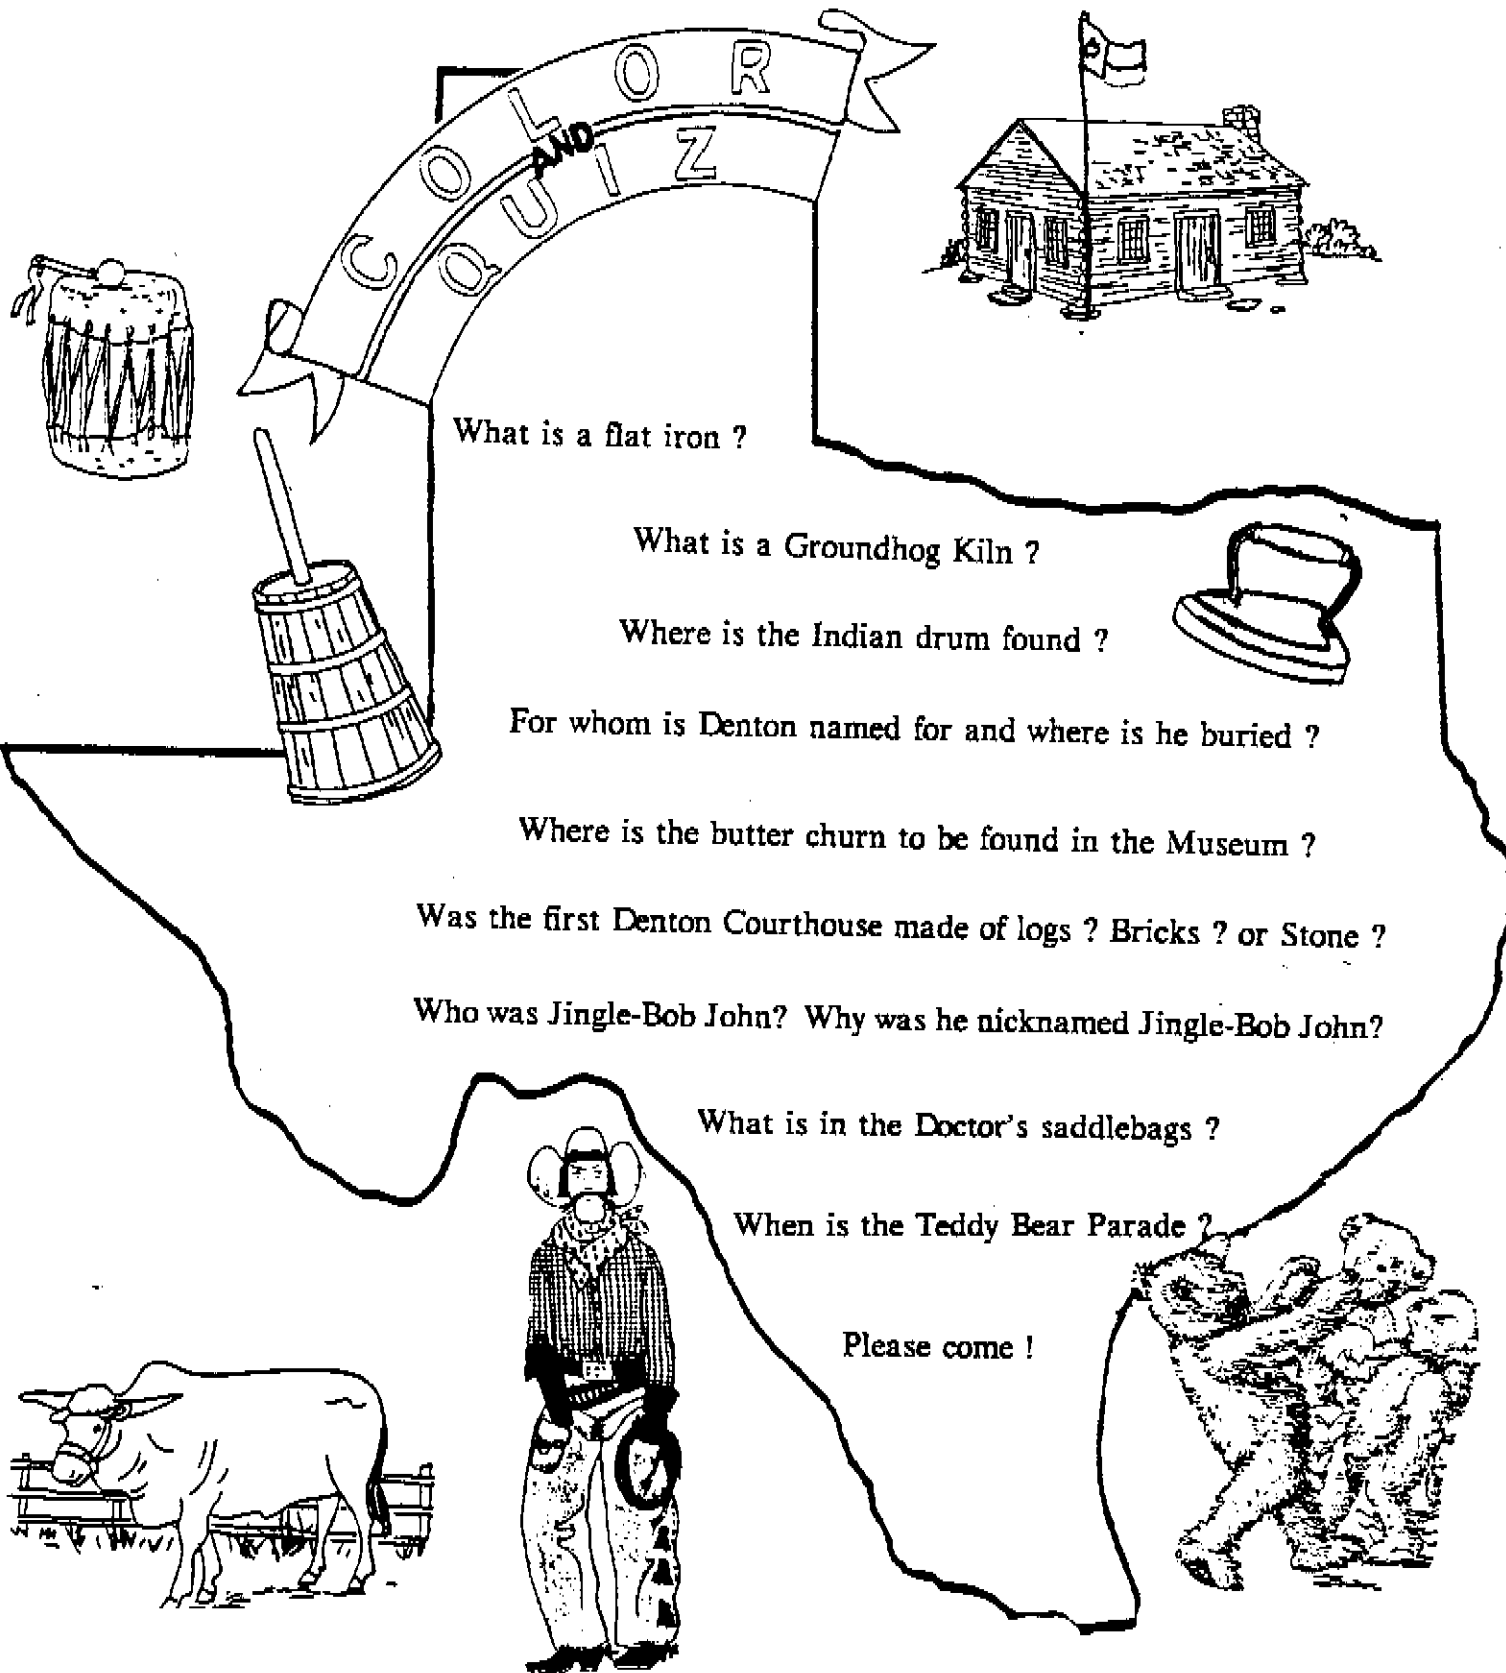 COLOR
AND
QUIZ
What is a flat iron ?
What is a Groundhog Kiln ?
Where is the Indian drum found ?
For whom is Denton named for and where is he buried ?
Where is the butter churn to be found in the Museum ?
Was the first Denton Courthouse made of logs ? Bricks ? or Stone ?
Who was Jingle-Bob John? Why was he nicknamed Jingle-Bob John?
What is in the Doctor's saddlebags ?
When is the Teddy Bear Parade ?
Please come !